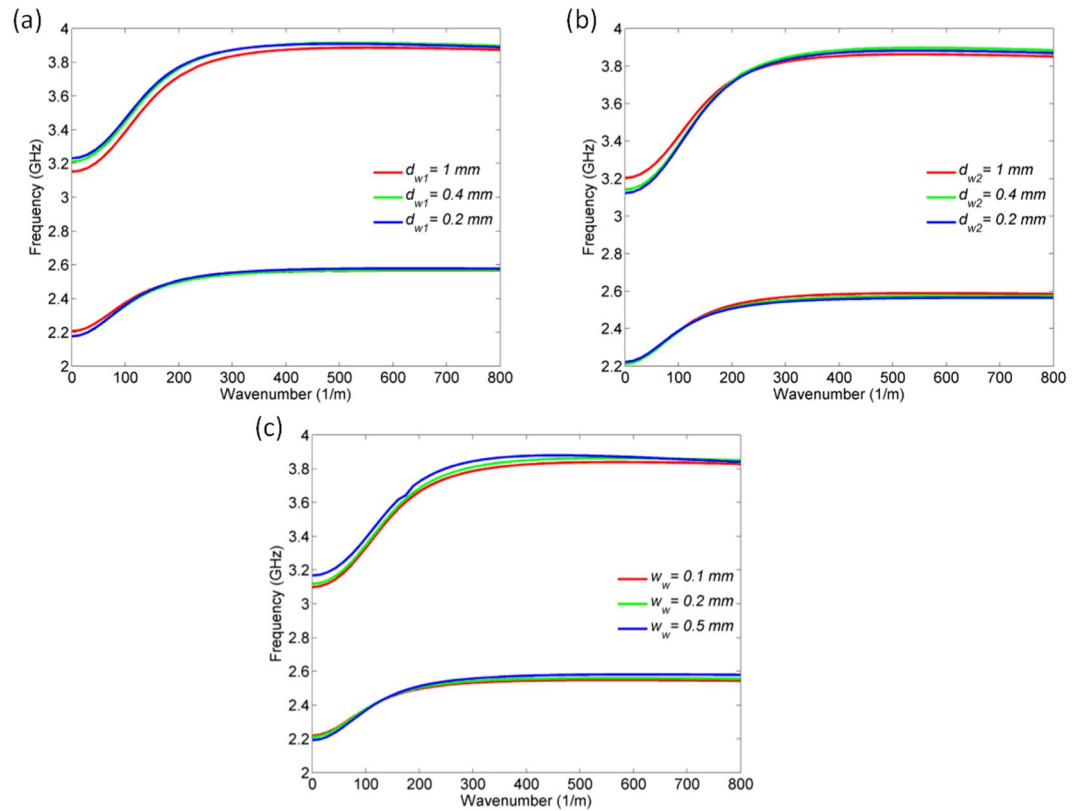 (a)
4
3.8
3.6
3.4
3.2
3
2.8
2.6
2.4
2.2
2
Frequency (GHz)
d_w1= 1 mm
d_w1= 0.4 mm
d_w1= 0.2 mm
0 100 200 300 400 500 600 700 800
Wavenumber (1/m)
(b)
4
3.8
3.6
3.4
3.2
3
2.8
2.6
2.4
2.2
Frequency (GHz)
d_w2= 1 mm
d_w2= 0.4 mm
d_w2= 0.2 mm
0 100 200 300 400 500 600 700 800
Wavenumber (1/m)
(c)
4
3.8
3.6
3.4
3.2
3
2.8
2.6
2.4
2.2
2
Frequency (GHz)
w_w= 0.1 mm
w_w= 0.2 mm
w_w= 0.5 mm
0 100 200 300 400 500 600 700 800
Wavenumber (1/m)